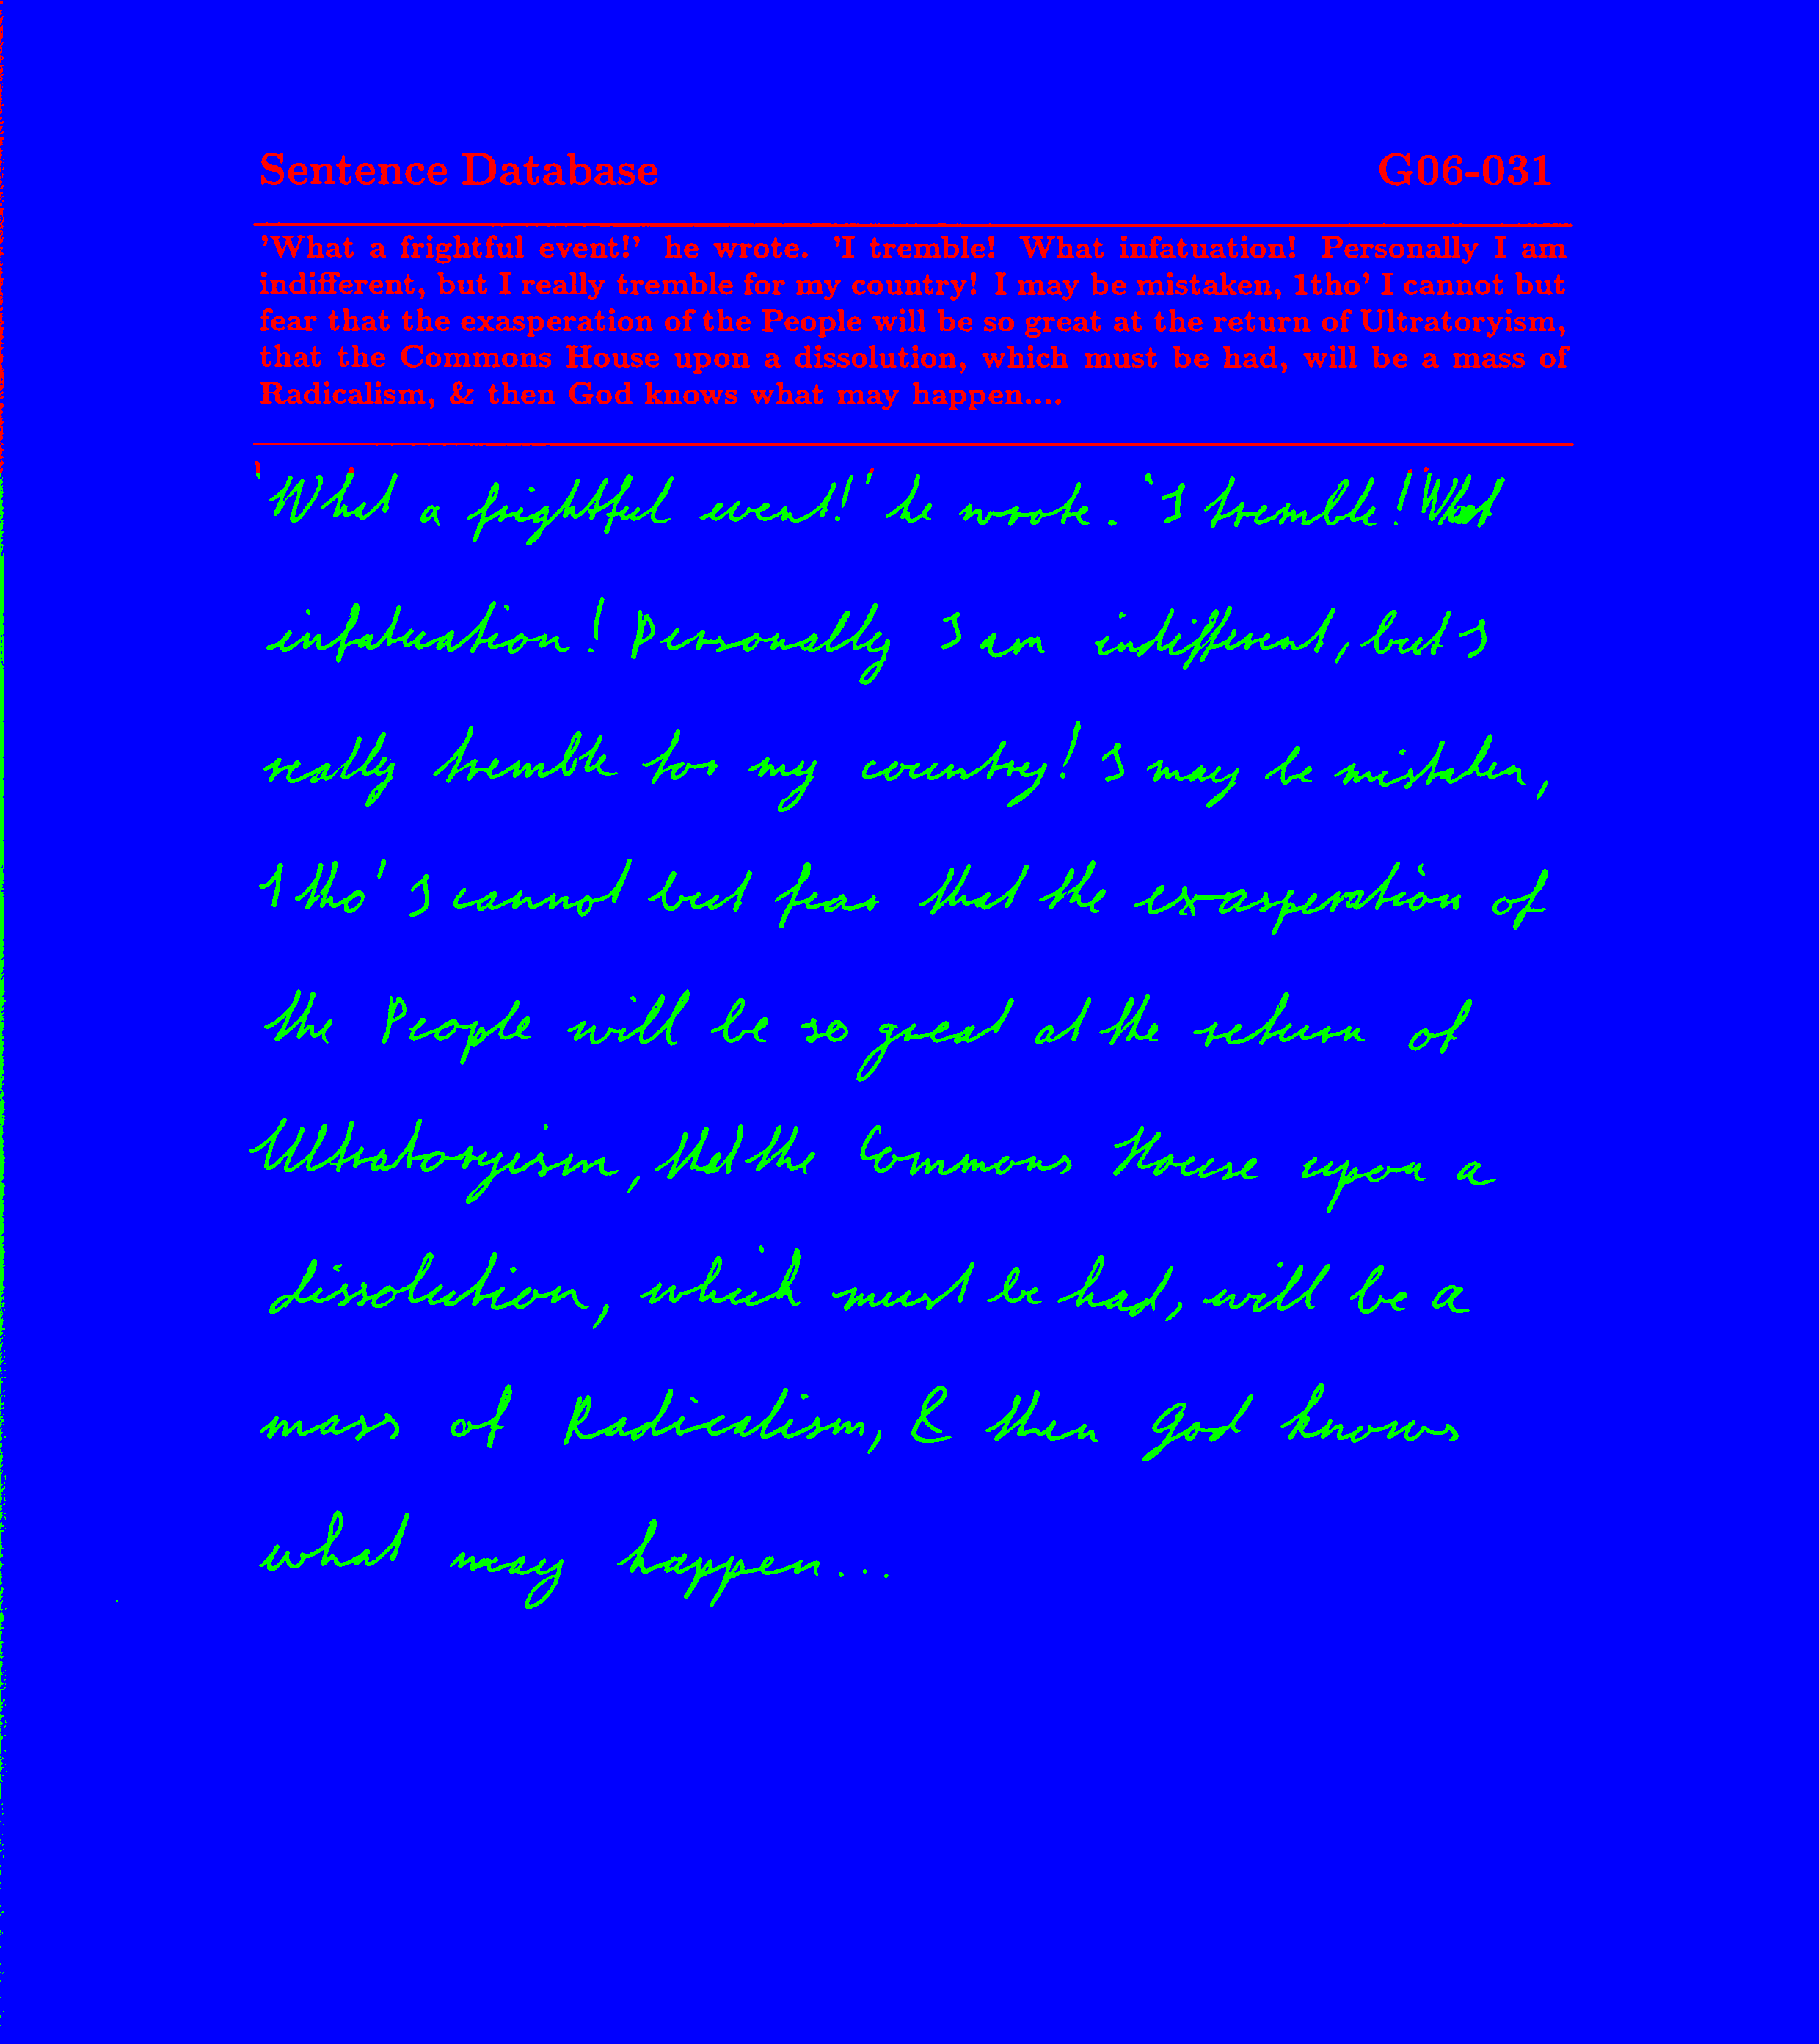 Sentence Database G06-031
'What a frightful event!' he wrote. 'I tremble! What infatuation! Personally I am
indifferent, but I really tremble for my country! I may be mistaken, 1tho' I cannot but
fear that the exasperation of the People will be so great at the return of Ultratoryism,
that the Commons House upon a dissolution, which must be had, will be a mass of
Radicalism, & then God knows what may happen....
'What a frightful event!' he wrote. 'I tremble! What
infatuation! Personally I am indifferent, but I
really tremble for my country! I may be mistaken,
1tho' I cannot but fear that the exasperation of
the People will be so great at the return of
Ultratoryism, that the Commons House upon a
dissolution, which must be had, will be a
mass of Radicalism, & then God knows
what may happen...